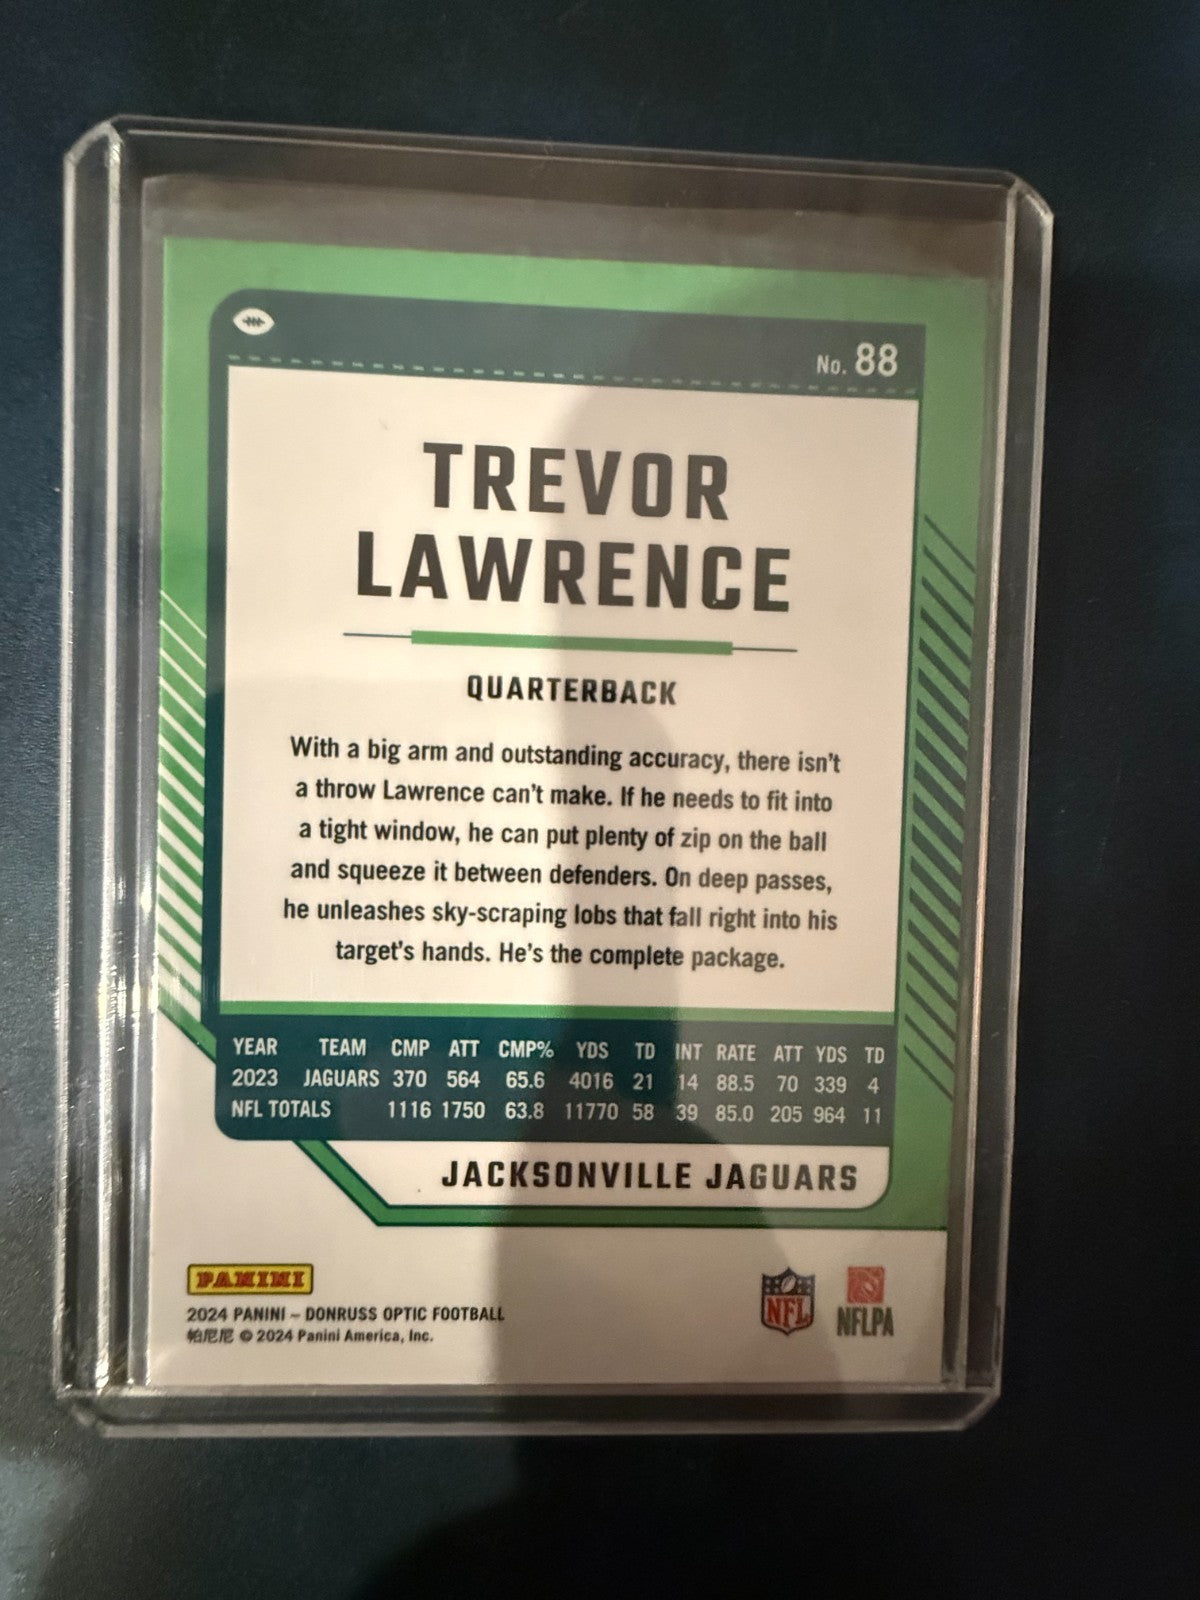 No. 88
TREVOR
LAWRENCE
QUARTERBACK
With a big arm and outstanding accuracy, there isn't
a throw Lawrence can't make. If he needs to fit into
a tight window, he can put plenty of zip on the ball
and squeeze it between defenders. On deep passes,
he unleashes sky-scraping lobs that fall right into his
target's hands. He's the complete package.
YEAR TEAM CMP ATT CMP% YDS TD INT RATE ATT YDS TD
2023 JAGUARS 370 564 65.6 4016 21 14 88.5 70 339 4
NFL TOTALS 1116 1750 63.8 11770 58 39 85.0 205 964 11
JACKSONVILLE JAGUARS
PANINI
2024 PANINI – DONRUSS OPTIC FOOTBALL
帕尼尼 © 2024 Panini America, Inc.
NFL
NFLPA